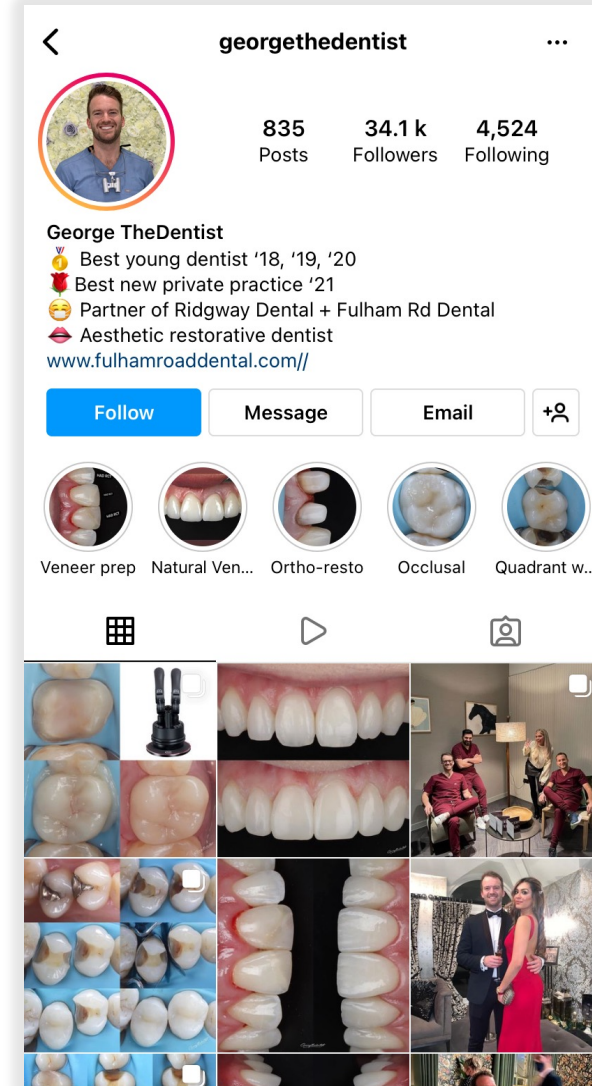 georgethedentist
835 34.1 k 4,524
Posts Followers Following
George TheDentist
🥇 Best young dentist ‘18, ‘19, ‘20
🌹 Best new private practice ‘21
😷 Partner of Ridgway Dental + Fulham Rd Dental
👄 Aesthetic restorative dentist
www.fulhamroaddental.com//
Follow Message Email
Veneer prep Natural Ven... Ortho-resto Occlusal Quadrant w...